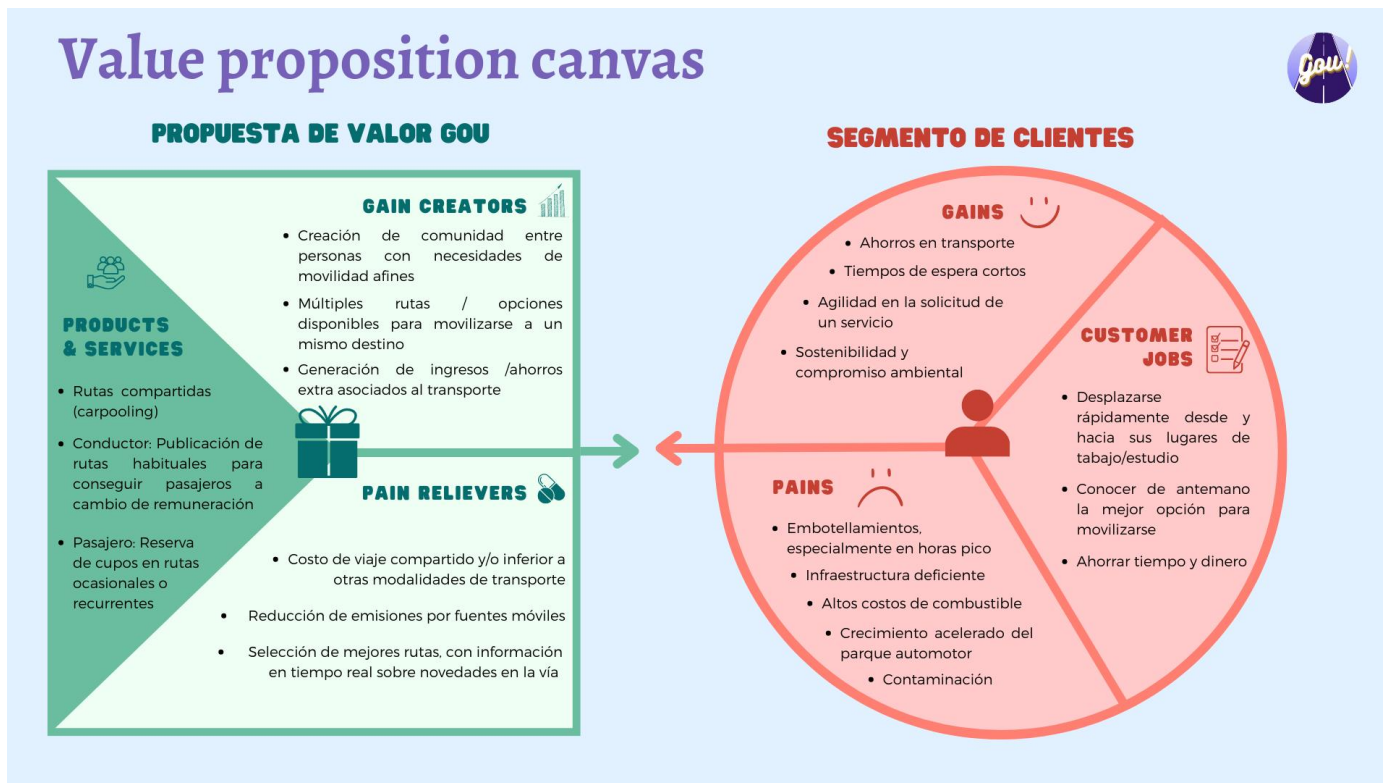 Value proposition canvas
Gou!
PROPUESTA DE VALOR GOU
GAIN CREATORS
• Creación de comunidad entre
personas con necesidades de
movilidad afines
• Múltiples rutas / opciones
disponibles para movilizarse a un
mismo destino
• Generación de ingresos /ahorros
extra asociados al transporte
PRODUCTS
& SERVICES
• Rutas compartidas
(carpooling)
• Conductor: Publicación de
rutas habituales para
conseguir pasajeros a
cambio de remuneración
• Pasajero: Reserva
de cupos en rutas
ocasionales o
recurrentes
PAIN RELIEVERS
• Costo de viaje compartido y/o inferior a
otras modalidades de transporte
• Reducción de emisiones por fuentes móviles
• Selección de mejores rutas, con información
en tiempo real sobre novedades en la vía
SEGMENTO DE CLIENTES
GAINS
• Ahorros en transporte
• Tiempos de espera cortos
• Agilidad en la solicitud de
un servicio
• Sostenibilidad y
compromiso ambiental
CUSTOMER
JOBS
• Desplazarse
rápidamente desde y
hacia sus lugares de
tabajo/estudio
• Conocer de antemano
la mejor opción para
movilizarse
• Ahorrar tiempo y dinero
PAINS
• Embotellamientos,
especialmente en horas pico
• Infraestructura deficiente
• Altos costos de combustible
• Crecimiento acelerado del
parque automotor
• Contaminación